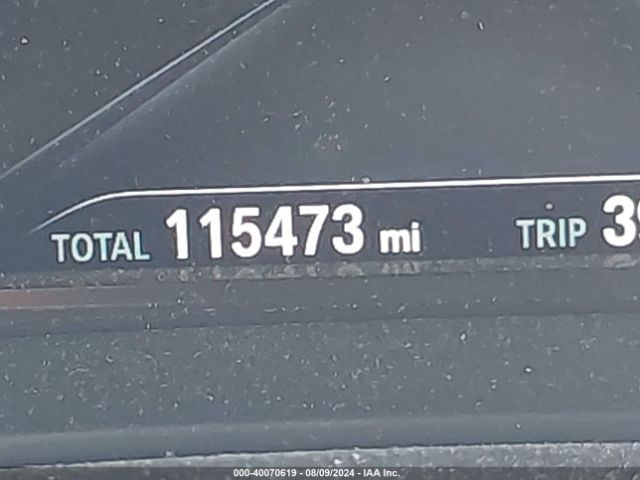 TOTAL 115473 mi TRIP
000-40070619 - 08/09/2024 - IAA Inc.